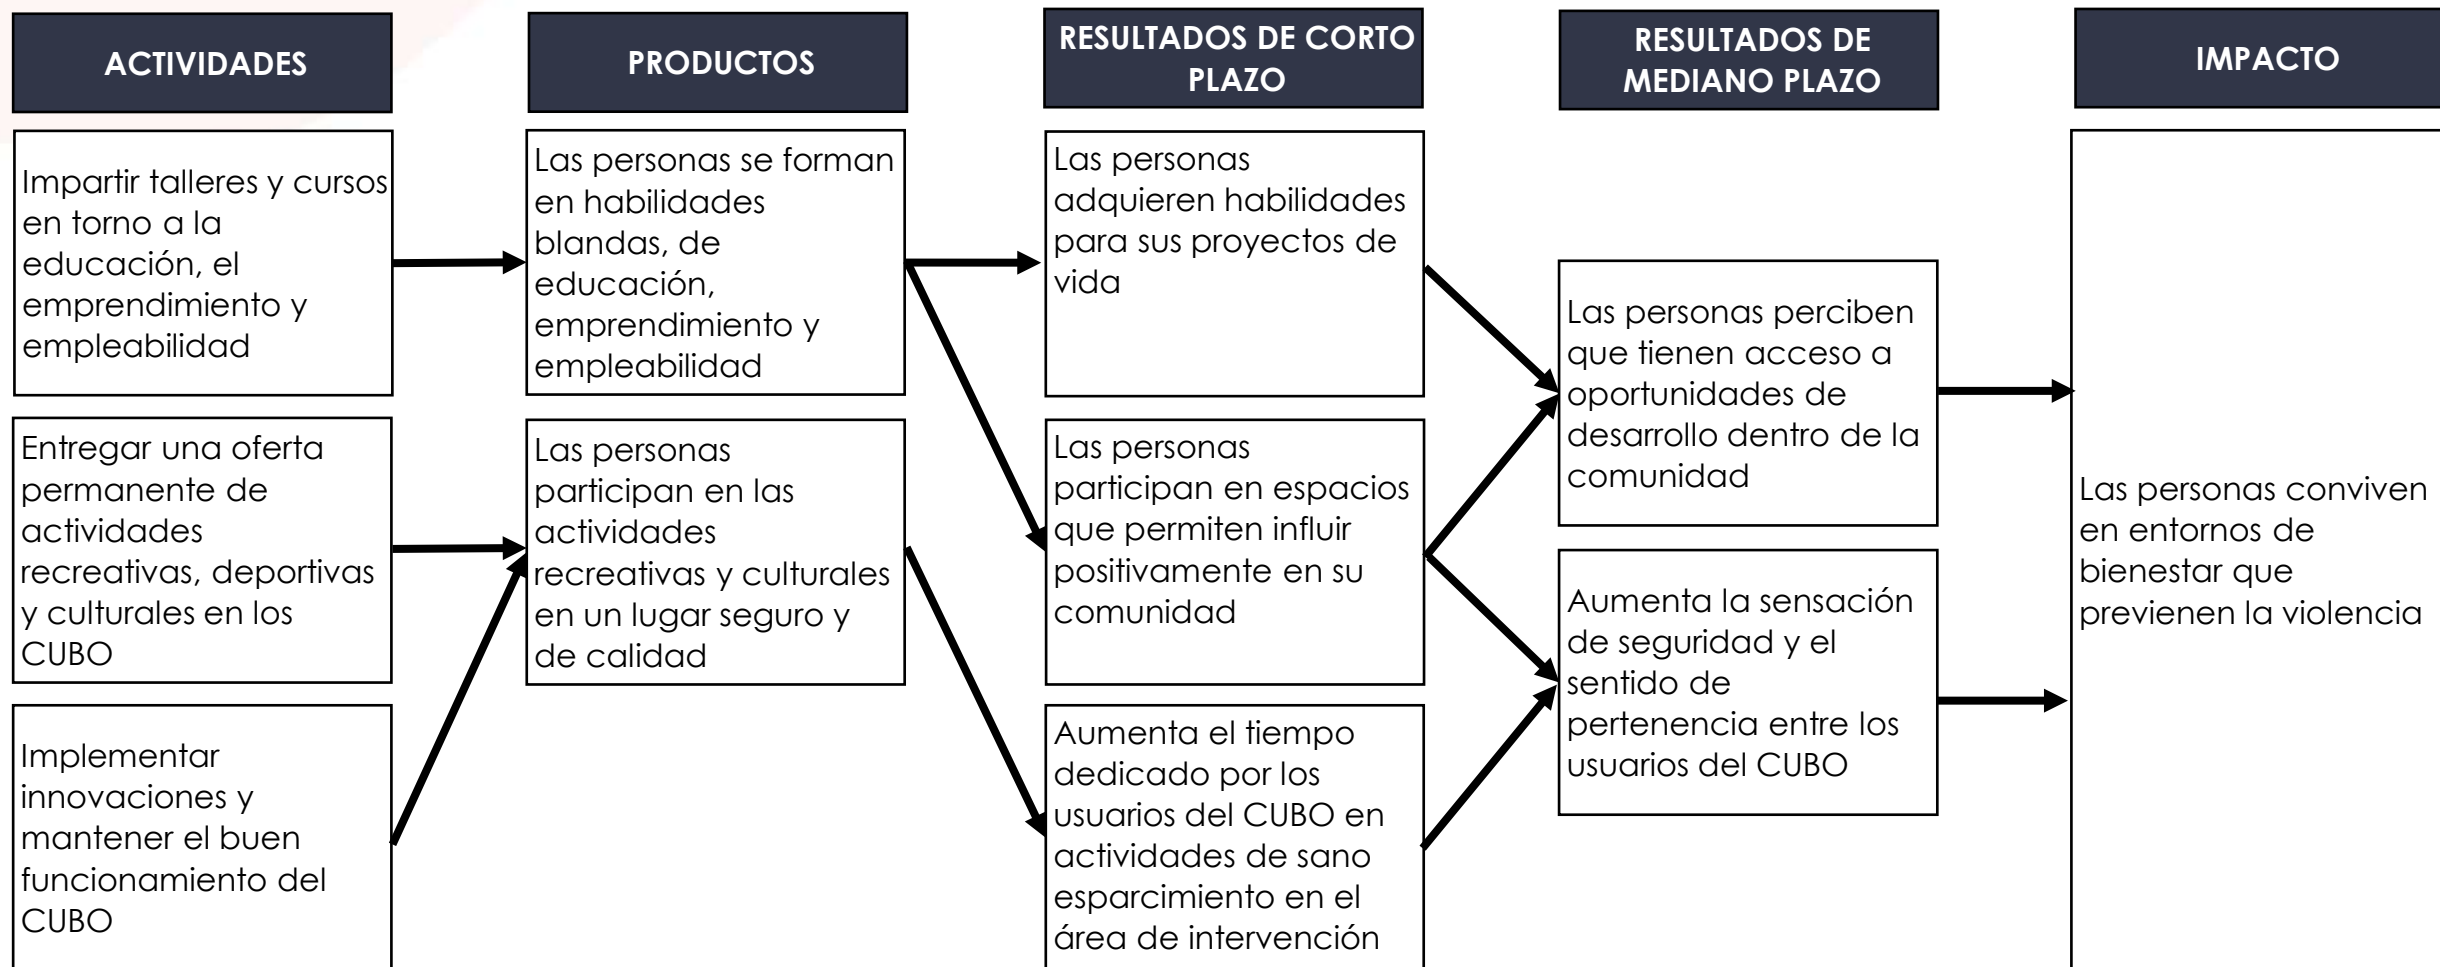 ACTIVIDADES
Impartir talleres y cursos
en torno a la
educación, el
emprendimiento y
empleabilidad
Entregar una oferta
permanente de
actividades
recreativas, deportivas
y culturales en los
CUBO
Implementar
innovaciones y
mantener el buen
funcionamiento del
CUBO
PRODUCTOS
Las personas se forman
en habilidades
blandas, de
educación,
emprendimiento y
empleabilidad
Las personas
participan en las
actividades
recreativas y culturales
en un lugar seguro y
de calidad
RESULTADOS DE CORTO
PLAZO
Las personas
adquieren habilidades
para sus proyectos de
vida
Las personas
participan en espacios
que permiten influir
positivamente en su
comunidad
Aumenta el tiempo
dedicado por los
usuarios del CUBO en
actividades de sano
esparcimiento en el
área de intervención
RESULTADOS DE
MEDIANO PLAZO
Las personas perciben
que tienen acceso a
oportunidades de
desarrollo dentro de la
comunidad
Aumenta la sensación
de seguridad y el
sentido de
pertenencia entre los
usuarios del CUBO
IMPACTO
Las personas conviven
en entornos de
bienestar que
previenen la violencia